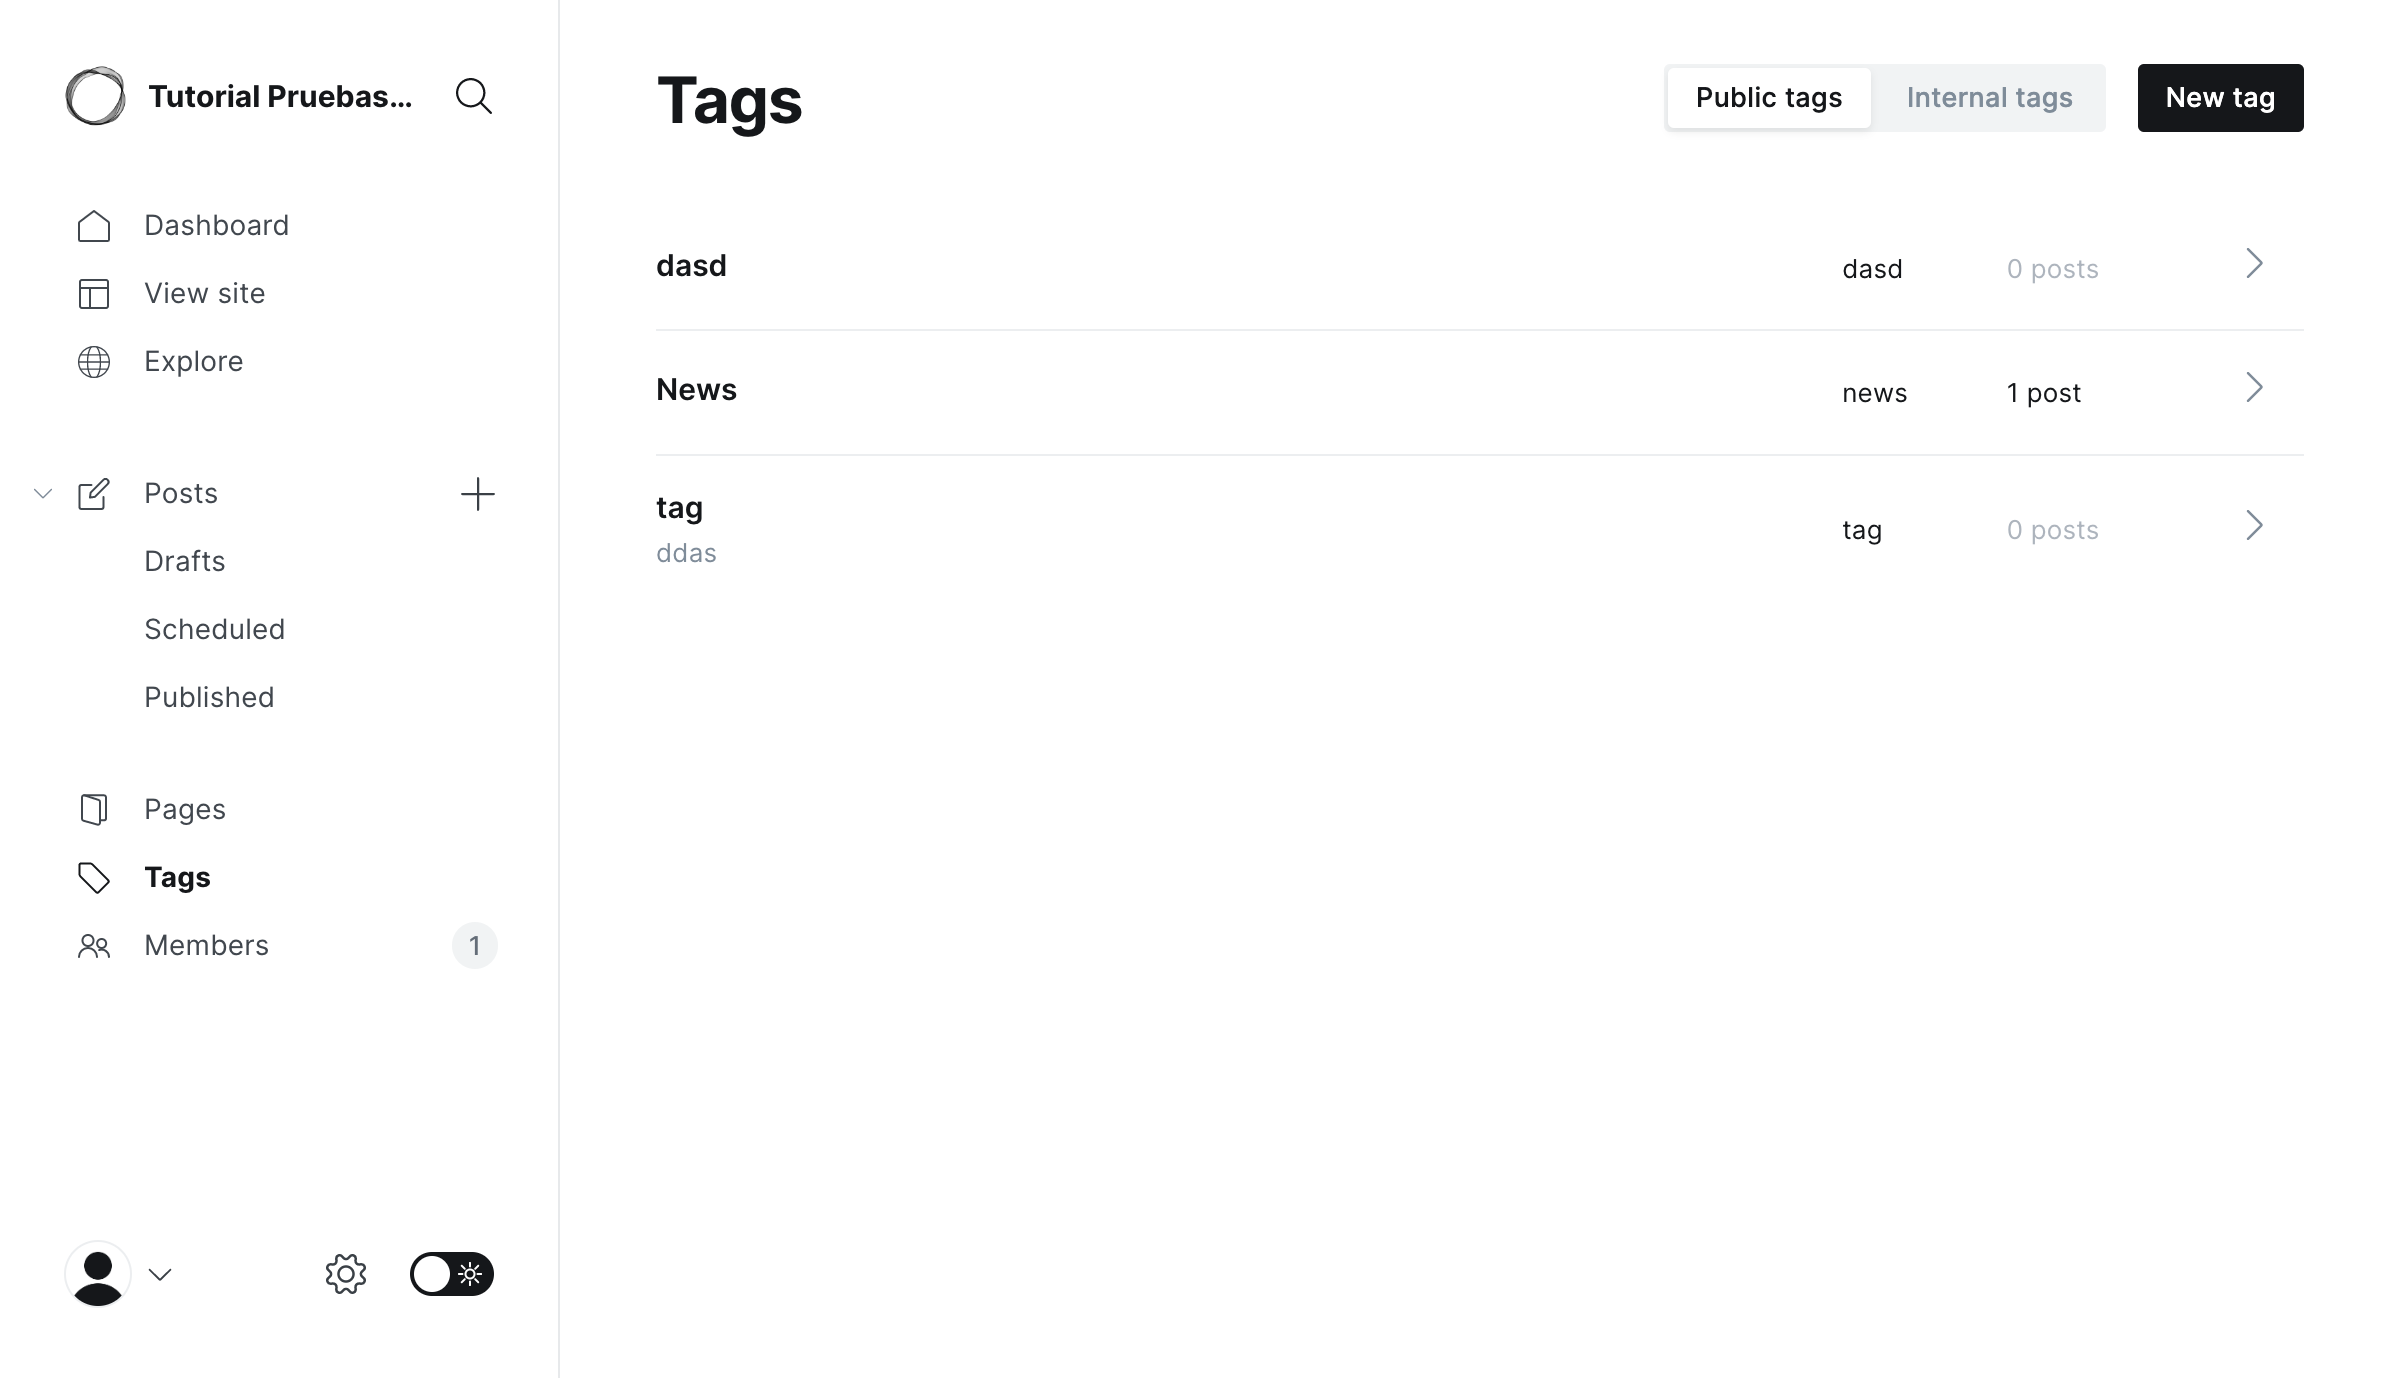 Tutorial Pruebas...
Dashboard
View site
Explore
Posts
Drafts
Scheduled
Published
Pages
Tags
Members 1
Tags
Public tags Internal tags New tag
dasd dasd 0 posts
News news 1 post
tag tag 0 posts
ddas